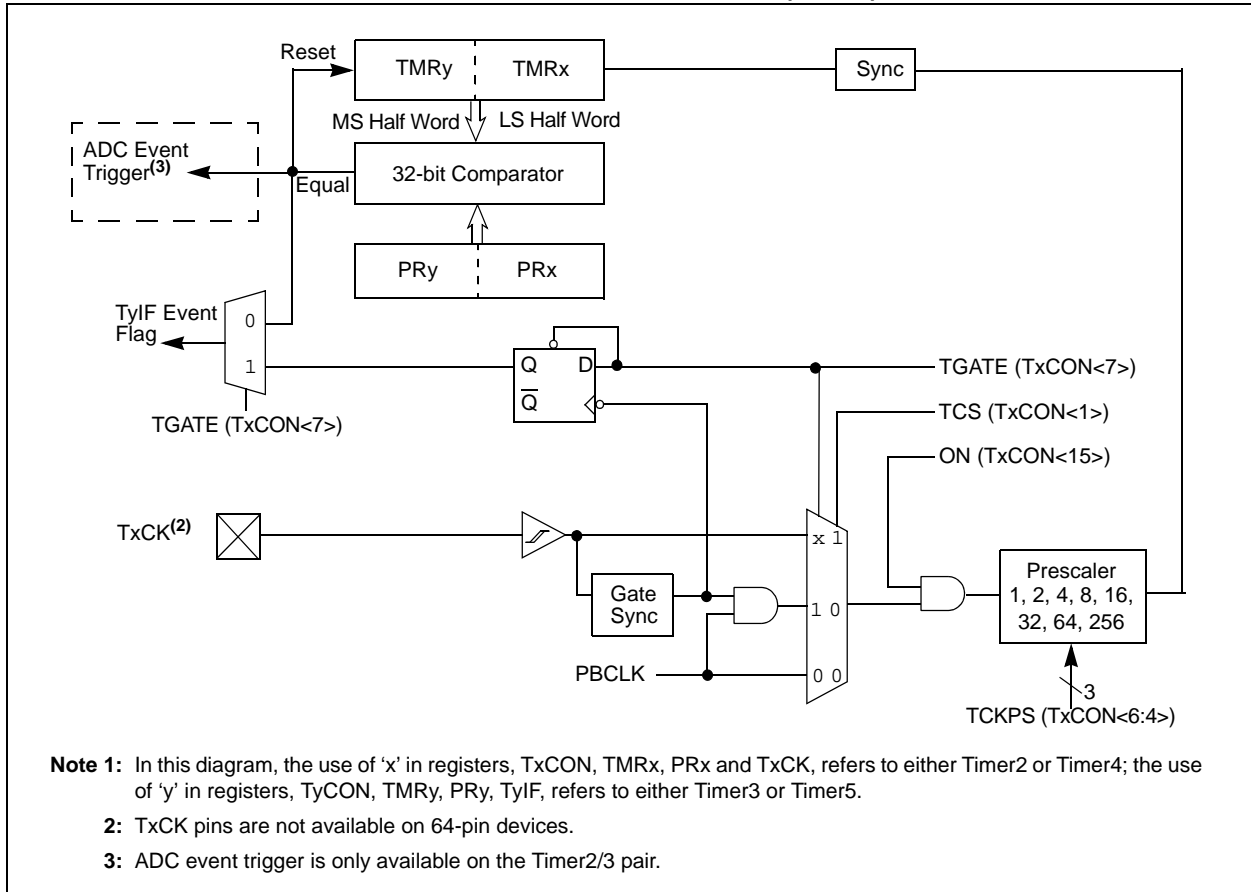 Reset
TMRy TMRx
Sync
MS Half Word LS Half Word
ADC Event
Trigger(3)
Equal
32-bit Comparator
PRy PRx
TyIF Event
Flag
0
1
Q D
Q
TGATE (TxCON<7>)
TGATE (TxCON<7>)
TCS (TxCON<1>)
ON (TxCON<15>)
TxCK(2)
x 1
Gate
Sync
1 0
Prescaler
1, 2, 4, 8, 16,
32, 64, 256
PBCLK
0 0
3
TCKPS (TxCON<6:4>)
Note 1: In this diagram, the use of ‘x’ in registers, TxCON, TMRx, PRx and TxCK, refers to either Timer2 or Timer4; the use
of ‘y’ in registers, TyCON, TMRy, PRy, TyIF, refers to either Timer3 or Timer5.
2: TxCK pins are not available on 64-pin devices.
3: ADC event trigger is only available on the Timer2/3 pair.